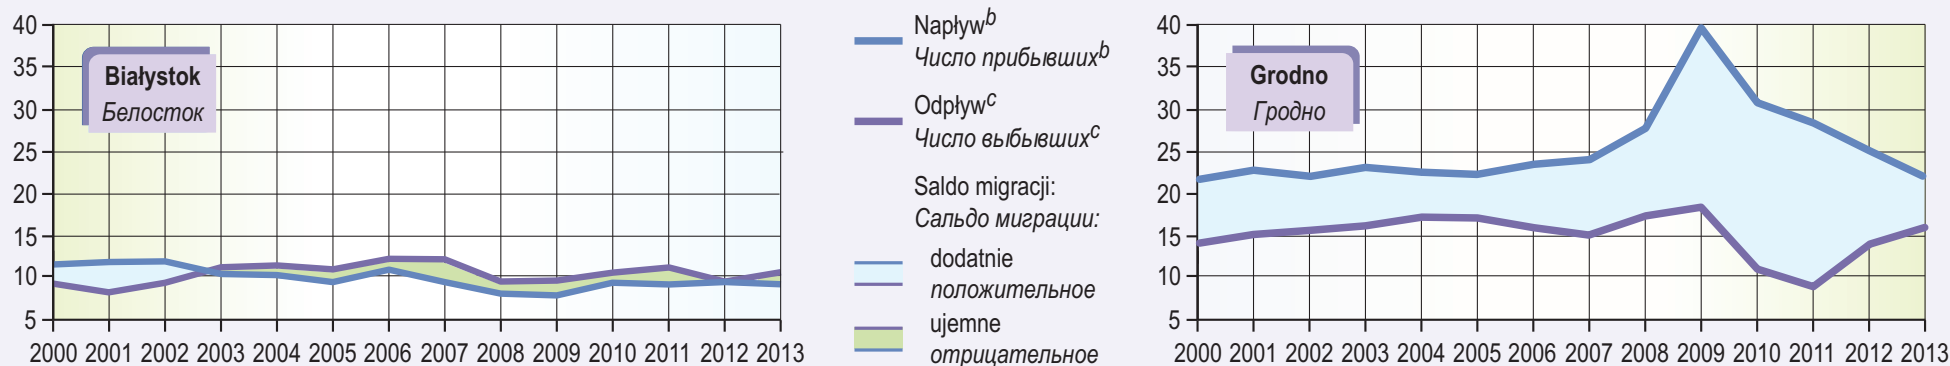 40
35
30
25
20
15
10
5
Białystok
Белосток
2000 2001 2002 2003 2004 2005 2006 2007 2008 2009 2010 2011 2012 2013
Napływb
Число прибывшихb
Odpływc
Число выбывшихc
Saldo migracji:
Сальдо миграции:
dodatnie
положительное
ujemne
отрицательное
40
35
30
25
20
15
10
5
Grodno
Гродно
2000 2001 2002 2003 2004 2005 2006 2007 2008 2009 2010 2011 2012 2013